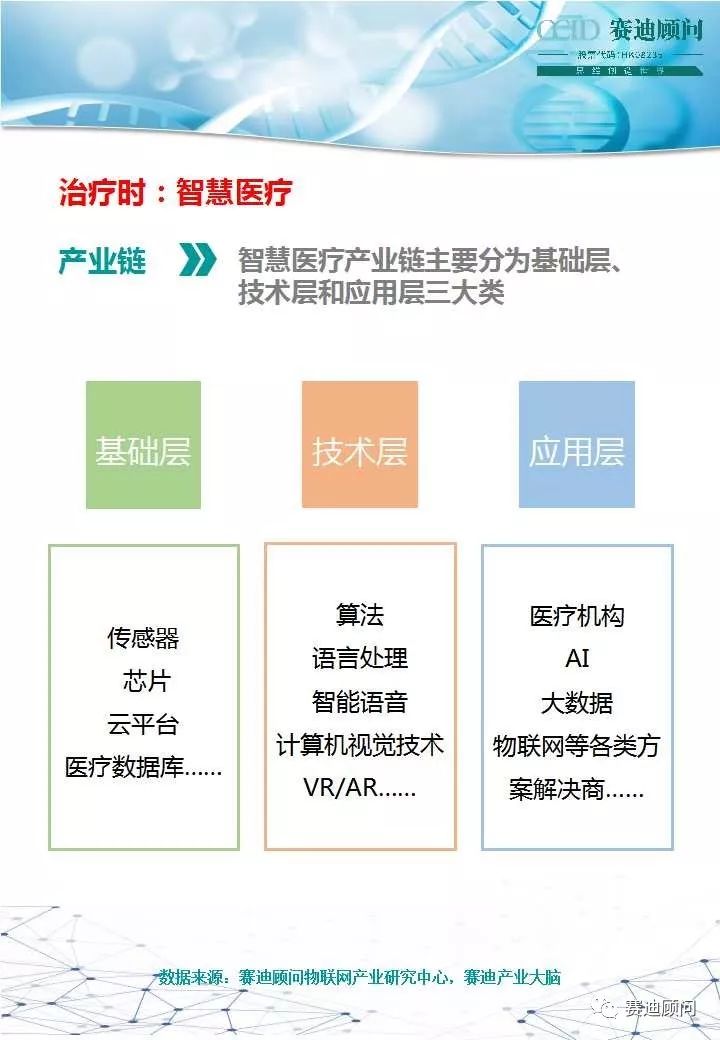 CCID 赛迪顾问
股票代码:HK08235
思维创造世界
治疗时：智慧医疗
产业链
智慧医疗产业链主要分为基础层、
技术层和应用层三大类
基础层
技术层
应用层
传感器
芯片
云平台
医疗数据库......
算法
语言处理
智能语音
计算机视觉技术
VR/AR......
医疗机构
AI
大数据
物联网等各类方
案解决商......
数据来源：赛迪顾问物联网产业研究中心，赛迪产业大脑
赛迪顾问